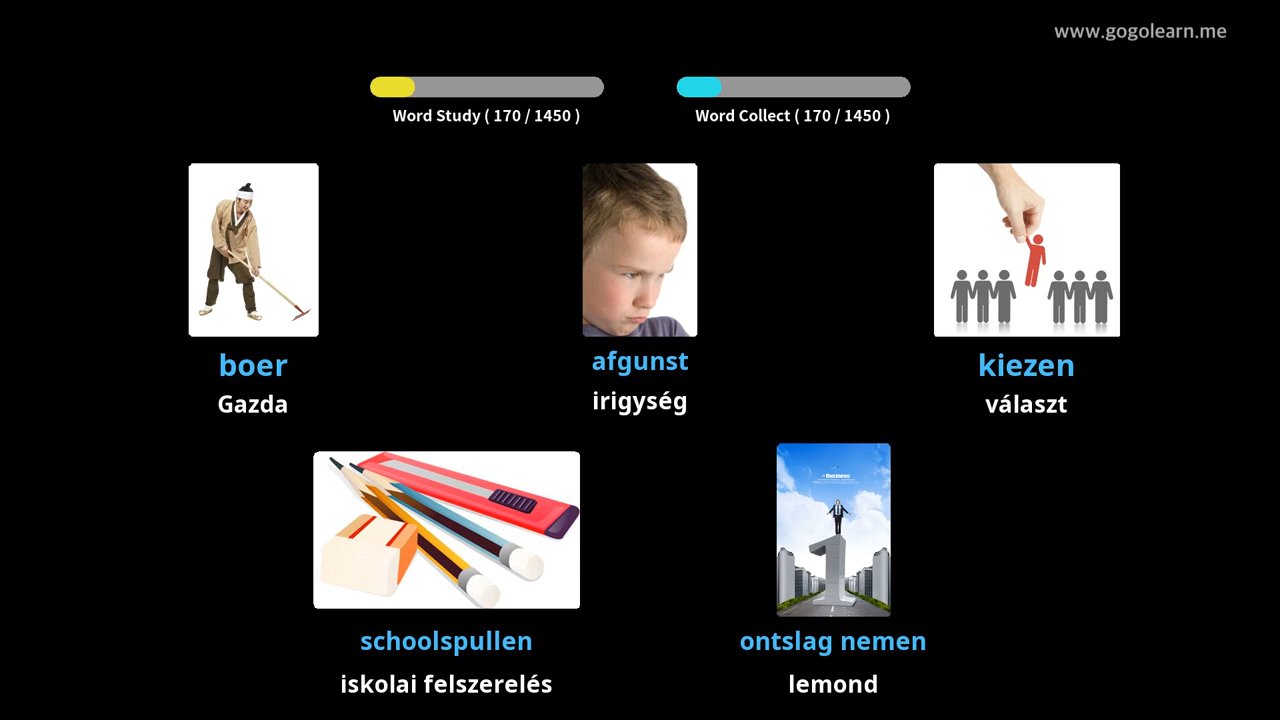 www.gogolearn.me
Word Study ( 170 / 1450 )
Word Collect ( 170 / 1450 )
boer
Gazda
afgunst
irigység
kiezen
választ
Business
schoolspullen
iskolai felszerelés
ontslag nemen
lemond